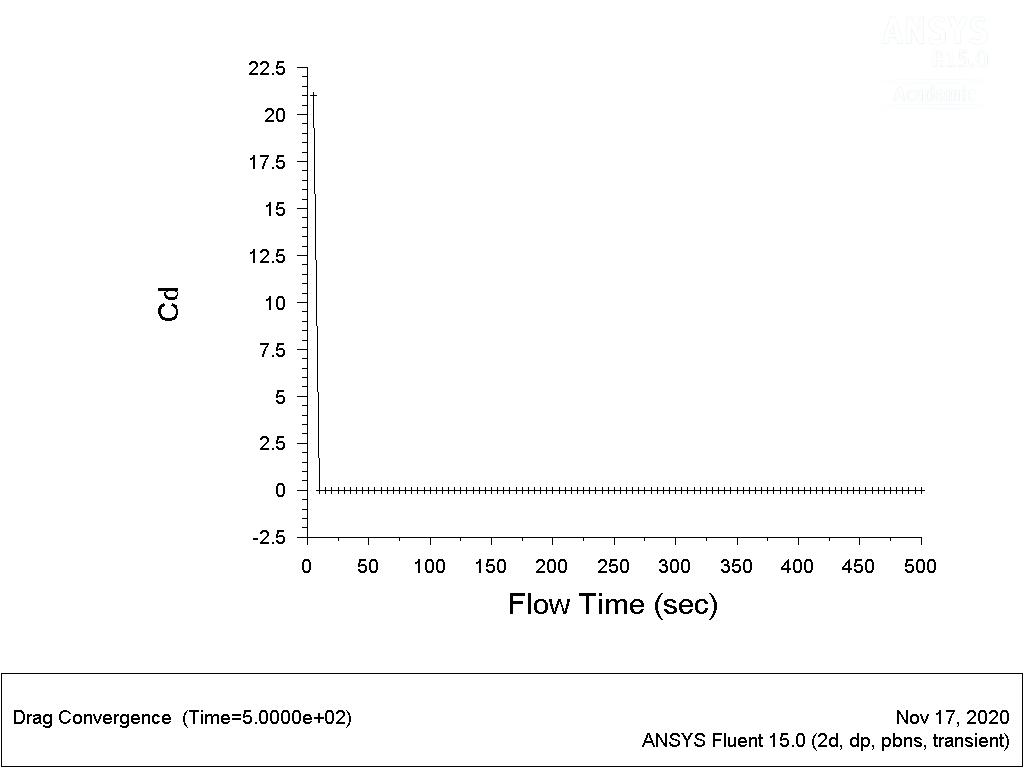 ANSYS
R15.0
Academic
22.5
20
17.5
15
12.5
10
7.5
5
2.5
0
-2.5
Cd
0 50 100 150 200 250 300 350 400 450 500
Flow Time (sec)
Drag Convergence (Time=5.0000e+02)
Nov 17, 2020
ANSYS Fluent 15.0 (2d, dp, pbns, transient)